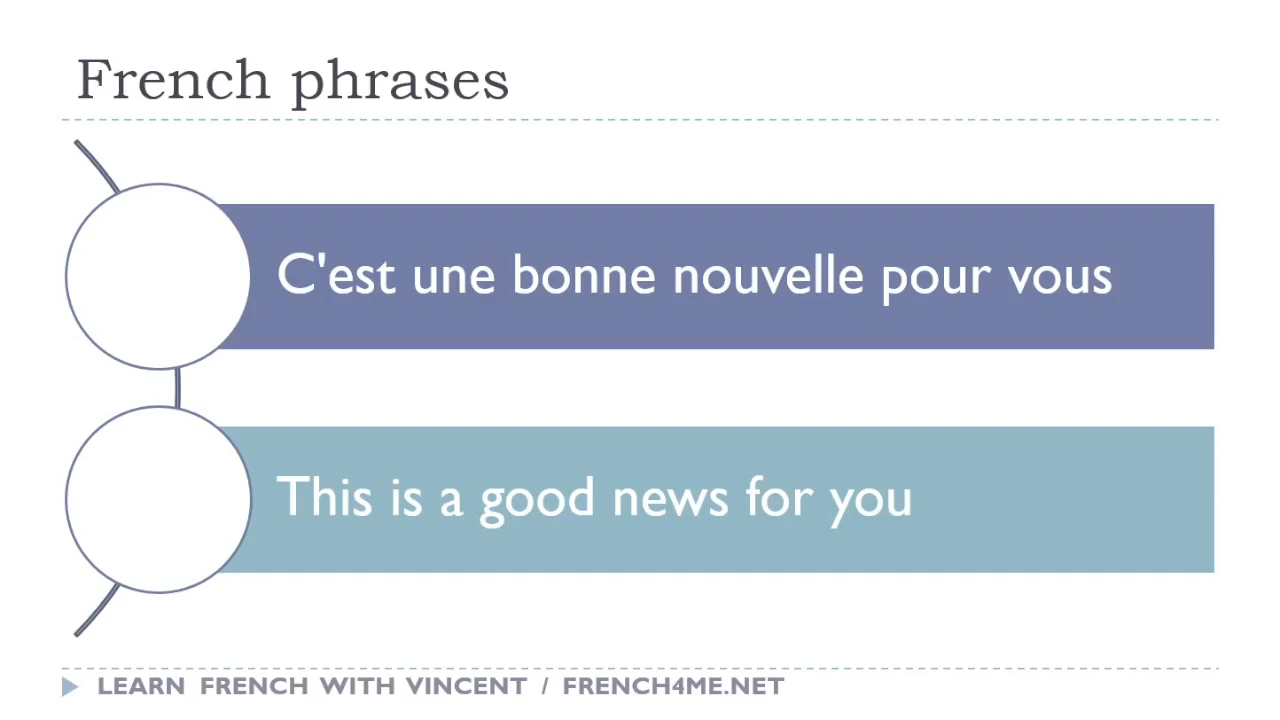 French phrases
C'est une bonne nouvelle pour vous
This is a good news for you
LEARN FRENCH WITH VINCENT / FRENCH4ME.NET